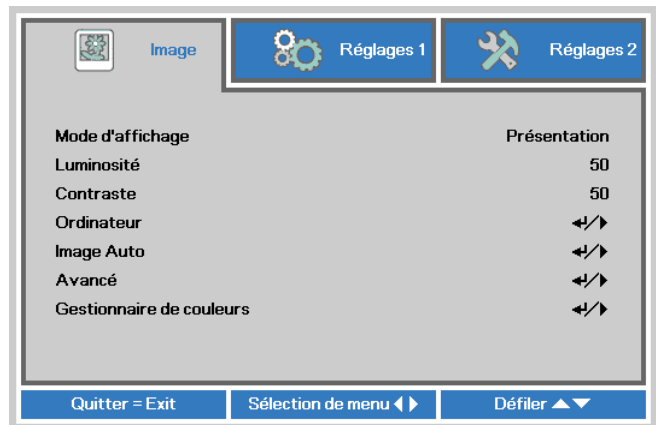 Image
Réglages 1
Réglages 2
Mode d'affichage Présentation
Luminosité 50
Contraste 50
Ordinateur
Image Auto
Avancé
Gestionnaire de couleurs
Quitter = Exit
Sélection de menu
Défiler